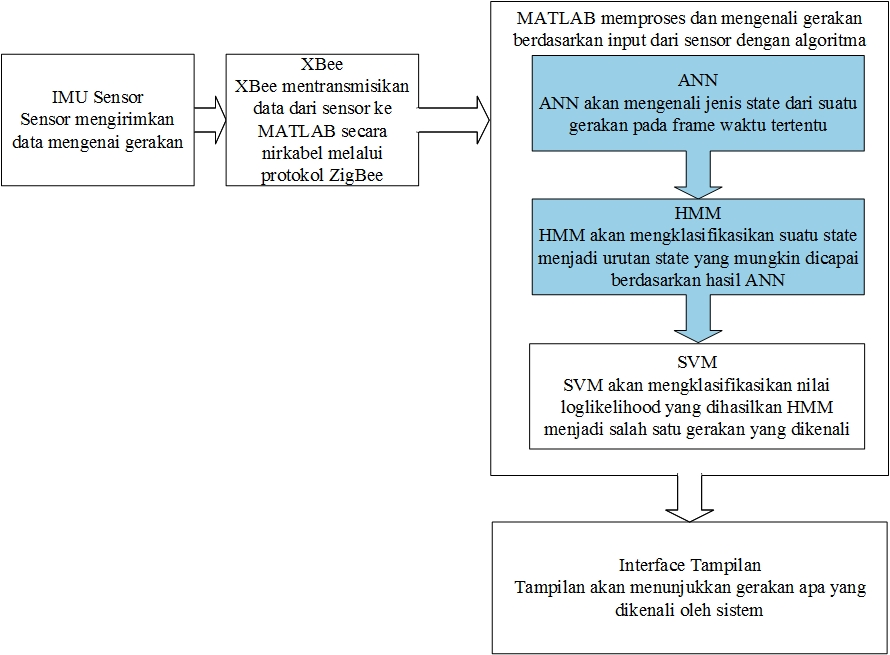 IMU Sensor
Sensor mengirimkan
data mengenai gerakan
XBee
XBee mentransmisikan
data dari sensor ke
MATLAB secara
nirkabel melalui
protokol ZigBee
MATLAB memproses dan mengenali gerakan
berdasarkan input dari sensor dengan algoritma
ANN
ANN akan mengenali jenis state dari suatu
gerakan pada frame waktu tertentu
HMM
HMM akan mengklasifikasikan suatu state
menjadi urutan state yang mungkin dicapai
berdasarkan hasil ANN
SVM
SVM akan mengklasifikasikan nilai
loglikelihood yang dihasilkan HMM
menjadi salah satu gerakan yang dikenali
Interface Tampilan
Tampilan akan menunjukkan gerakan apa yang
dikenali oleh sistem